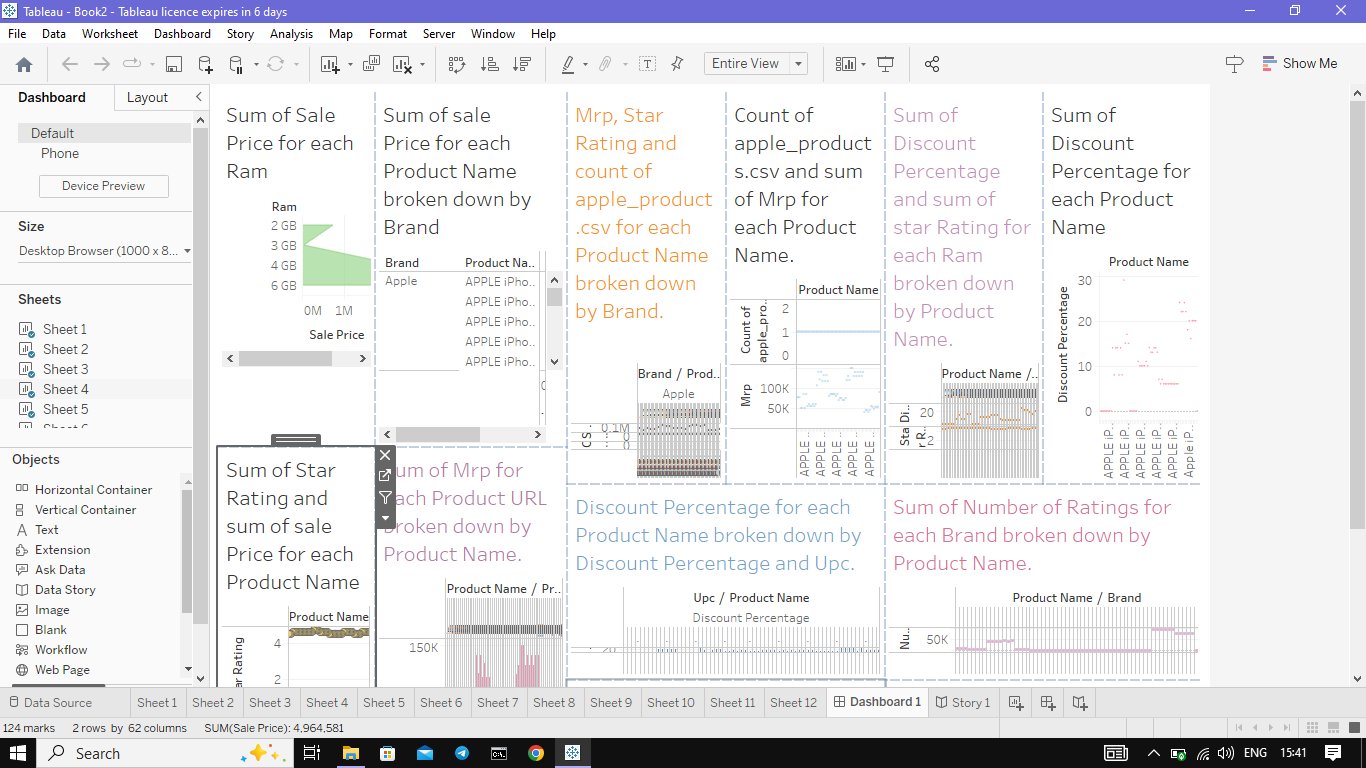 Tableau - Book2 - Tableau licence expires in 6 days
File Data Worksheet Dashboard Story Analysis Map Format Server Window Help
Entire View
Show Me
Dashboard Layout
Default
Phone
Device Preview
Size
Desktop Browser (1000 x 8...
Sheets
Sheet 1
Sheet 2
Sheet 3
Sheet 4
Sheet 5
Objects
Horizontal Container
Vertical Container
Text
Extension
Ask Data
Data Story
Image
Blank
Workflow
Web Page
Sum of Sale
Price for each
Ram
Ram
2 GB
3 GB
4 GB
6 GB
0M 1M
Sale Price
Sum of sale
Price for each
Product Name
broken down by
Brand
Brand Product Na..
Apple APPLE iPho..
APPLE iPho..
APPLE iPho..
APPLE iPho..
APPLE iPho..
Mrp, Star
Rating and
count of
apple_product
.csv for each
Product Name
broken down
by Brand.
Brand / Prod..
Apple
0.1M
0
0
Count of
apple_product
s.csv and sum
of Mrp for
each Product
Name.
Product Name
Count of
apple_pro..
2
1
0
Mrp
100K
50K
APPLE ..
APPLE ..
APPLE ..
APPLE ..
APPLE ..
Sum of
Discount
Percentage
and sum of
star Rating for
each Ram
broken down
by Product
Name.
Product Name /..
Di..
20
Sta
r R..
2
Sum of
Discount
Percentage for
each Product
Name
Product Name
Discount Percentage
30
20
10
0
APPLE iP..
APPLE iP..
APPLE iP..
APPLE iP..
APPLE iP..
Apple iP..
Sum of Star
Rating and
sum of sale
Price for each
Product Name
Product Name
ar Rating
4
2
Sum of Mrp for
each Product URL
broken down by
Product Name.
Product Name / Pr..
150K
Discount Percentage for each
Product Name broken down by
Discount Percentage and Upc.
Upc / Product Name
Discount Percentage
20
Sum of Number of Ratings for
each Brand broken down by
Product Name.
Product Name / Brand
Nu..
50K
Data Source Sheet 1 Sheet 2 Sheet 3 Sheet 4 Sheet 5 Sheet 6 Sheet 7 Sheet 8 Sheet 9 Sheet 10 Sheet 11 Sheet 12 Dashboard 1 Story 1
124 marks 2 rows by 62 columns SUM(Sale Price): 4,964,581
Search
ENG 15:41